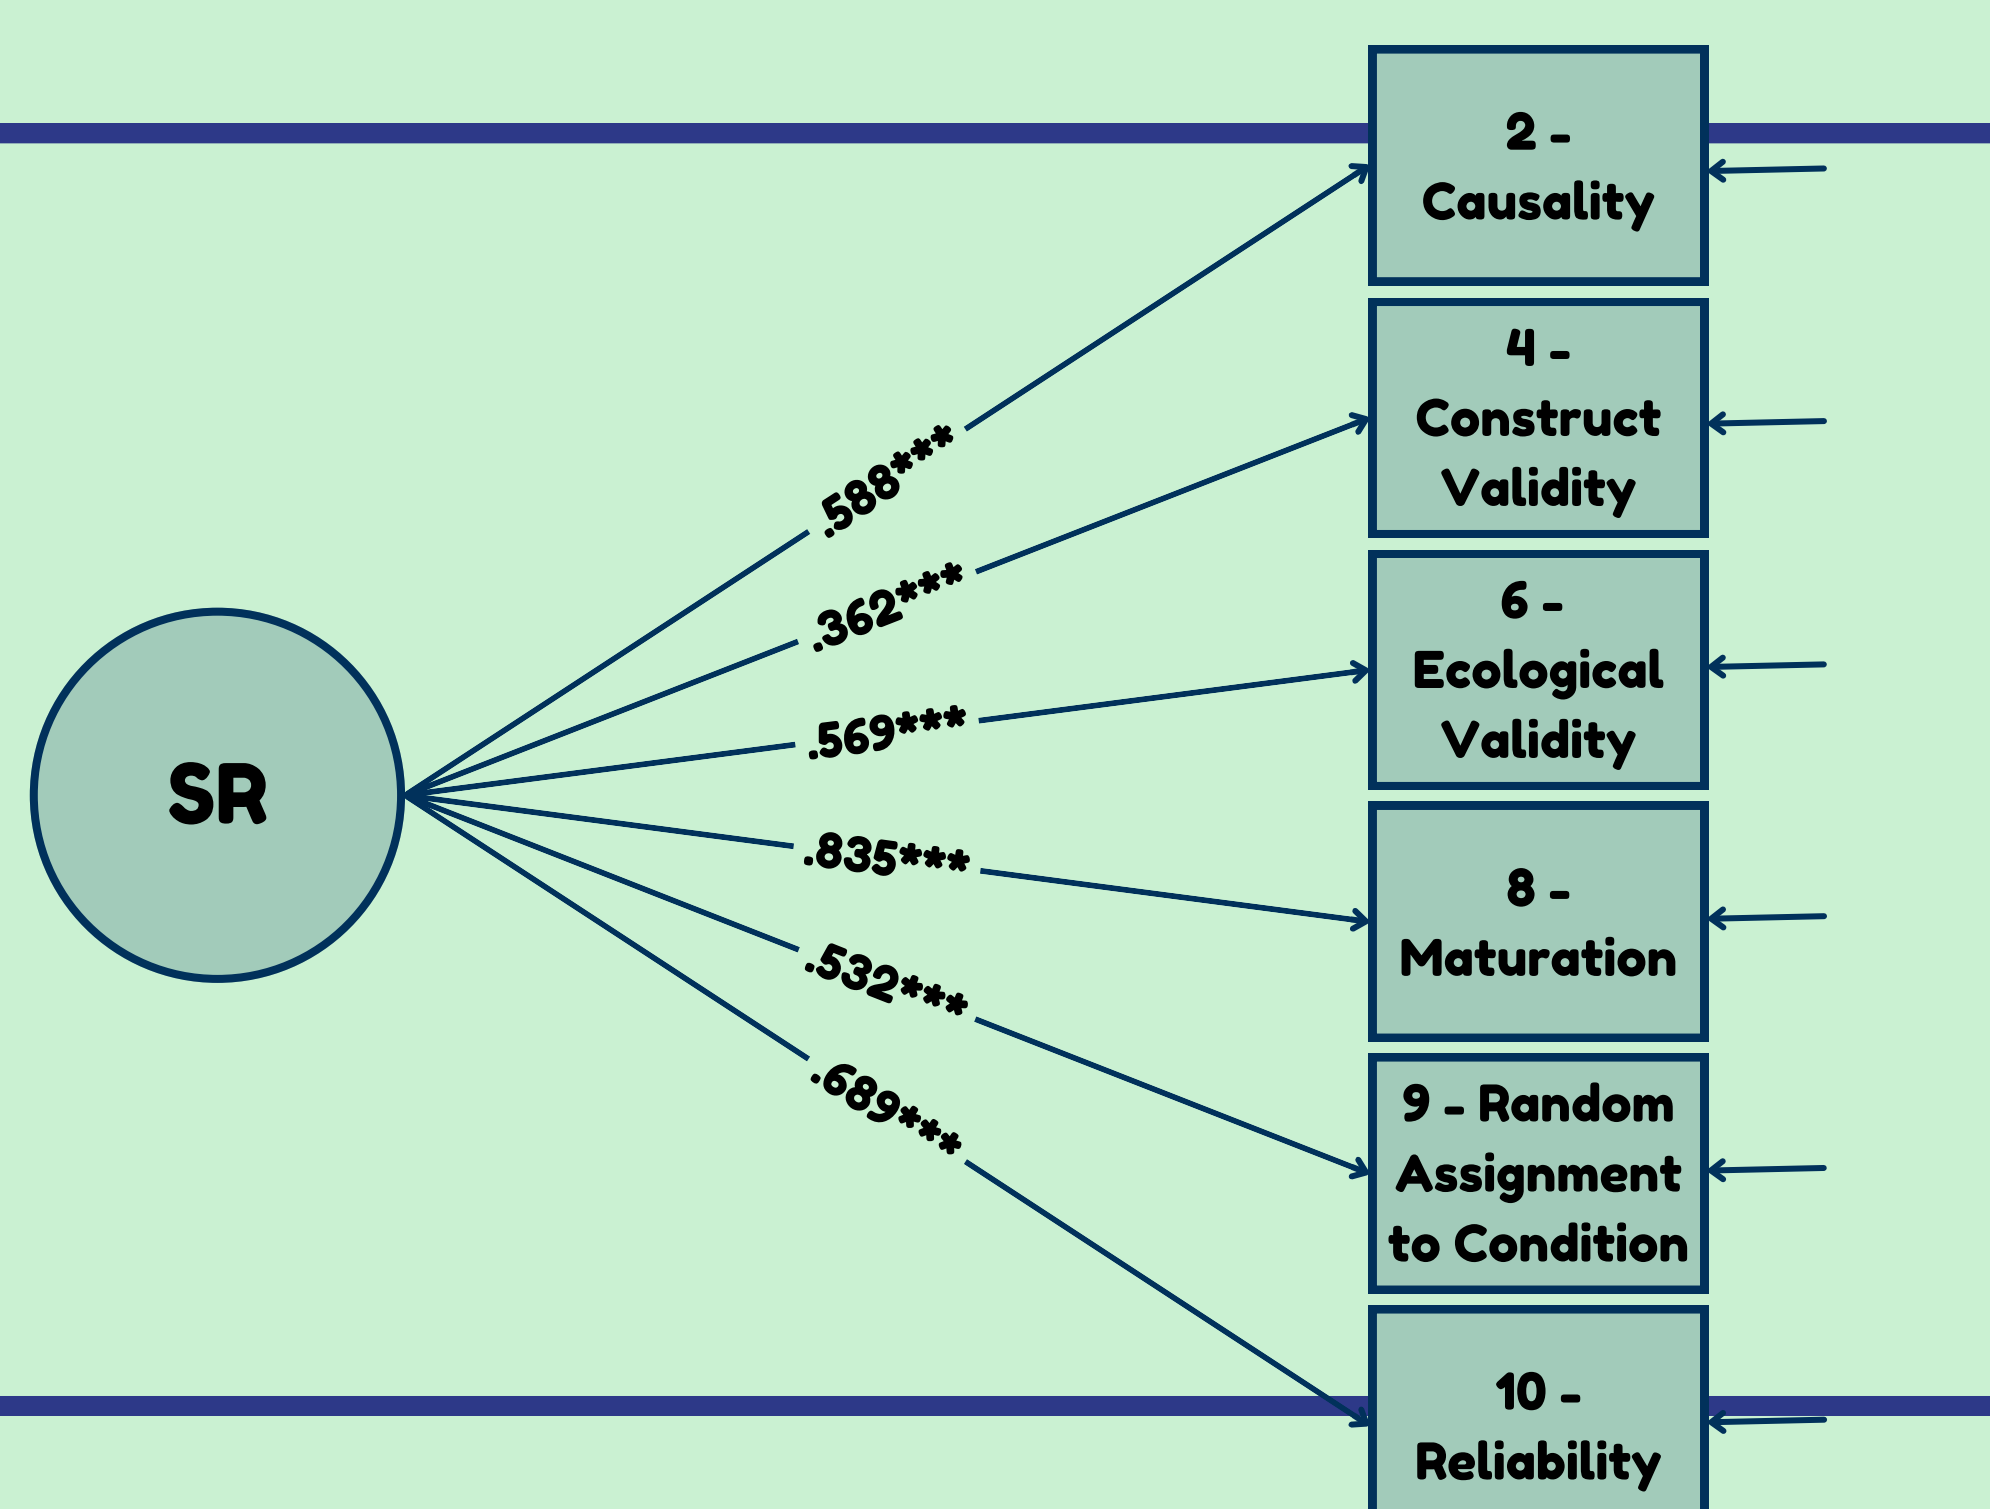 2 -
Causality
4 -
Construct
Validity
6 -
Ecological
Validity
8 -
Maturation
9 - Random
Assignment
to Condition
10 -
Reliability
SR
.588***
.362***
.569***
.835***
.532***
.689***